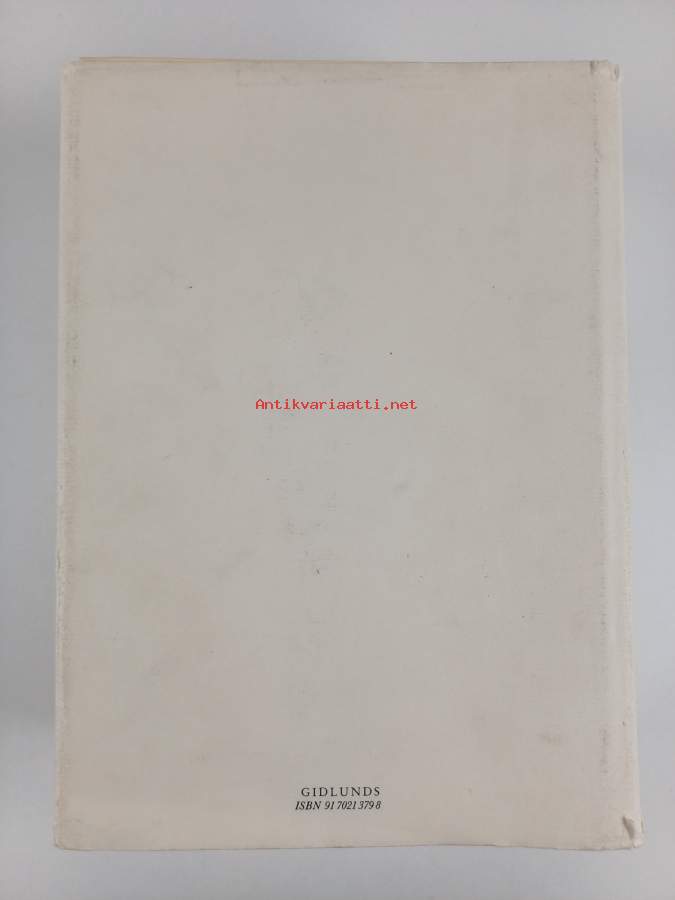 Antikvariaatti.net
GIDLUNDS
ISBN 91 7021 379 8